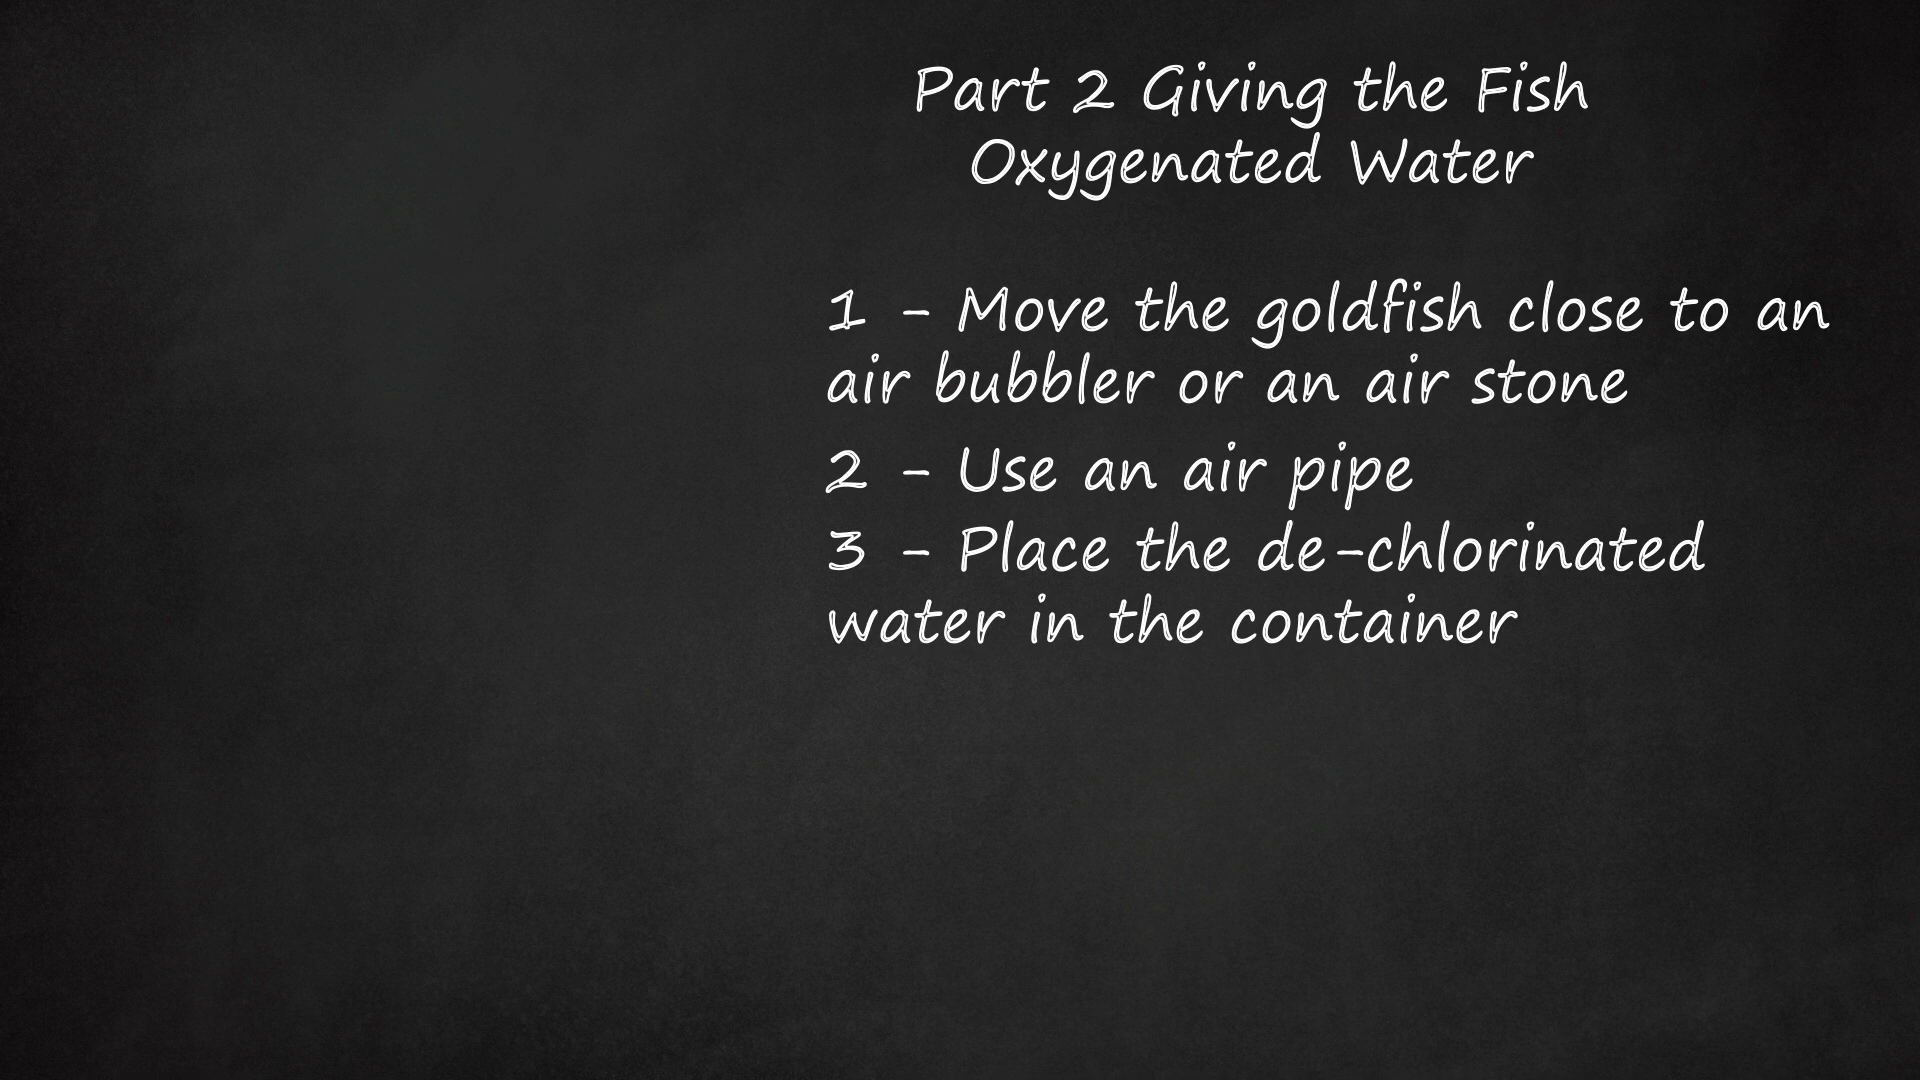 Part 2 Giving the Fish
Oxygenated Water
1 - Move the goldfish close to an
air bubbler or an air stone
2 - Use an air pipe
3 - Place the de-chlorinated
water in the container